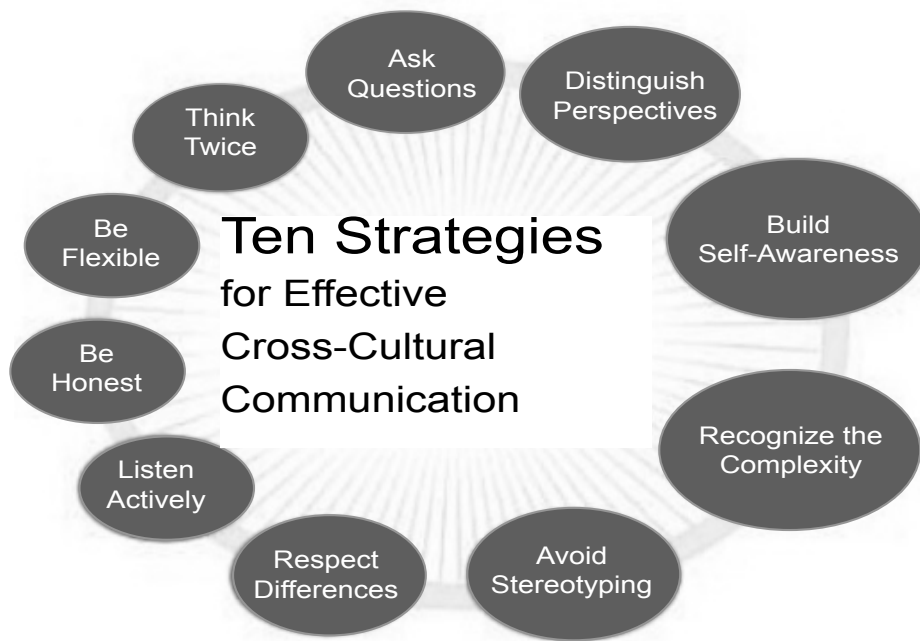 Ten Strategies
for Effective
Cross-Cultural
Communication
Ask
Questions
Distinguish
Perspectives
Build
Self-Awareness
Recognize the
Complexity
Avoid
Stereotyping
Respect
Differences
Listen
Actively
Be
Honest
Be
Flexible
Think
Twice